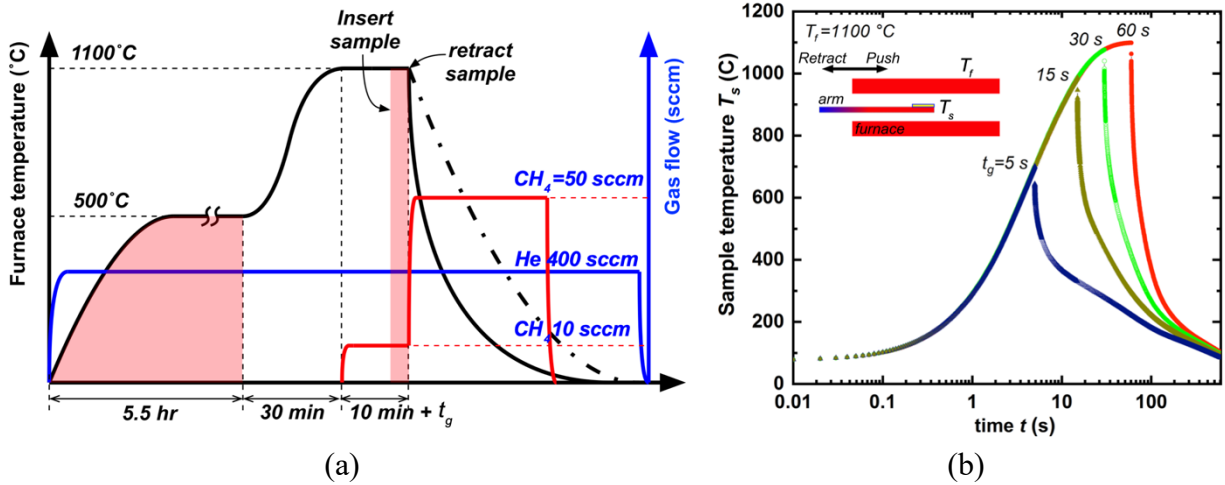 Furnace temperature (˚C)
1100˚C
500˚C
Insert
sample
retract
sample
CH4=50 sccm
He 400 sccm
CH4 10 sccm
Gas flow (sccm)
5.5 hr
30 min
10 min + tg
(a)
Sample temperature Ts (C)
1200
1000
800
600
400
200
0
Tf=1100 °C
Retract Push
Tf
arm
Ts
furnace
60 s
30 s
15 s
tg=5 s
0.01 0.1 1 10 100
time t (s)
(b)